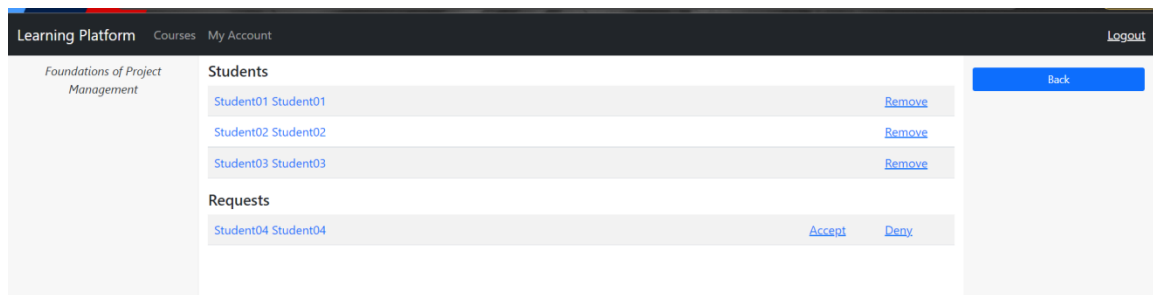 Learning Platform Courses My Account Logout
Foundations of Project
Management
Students
Student01 Student01 Remove
Student02 Student02 Remove
Student03 Student03 Remove
Requests
Student04 Student04 Accept Deny
Back